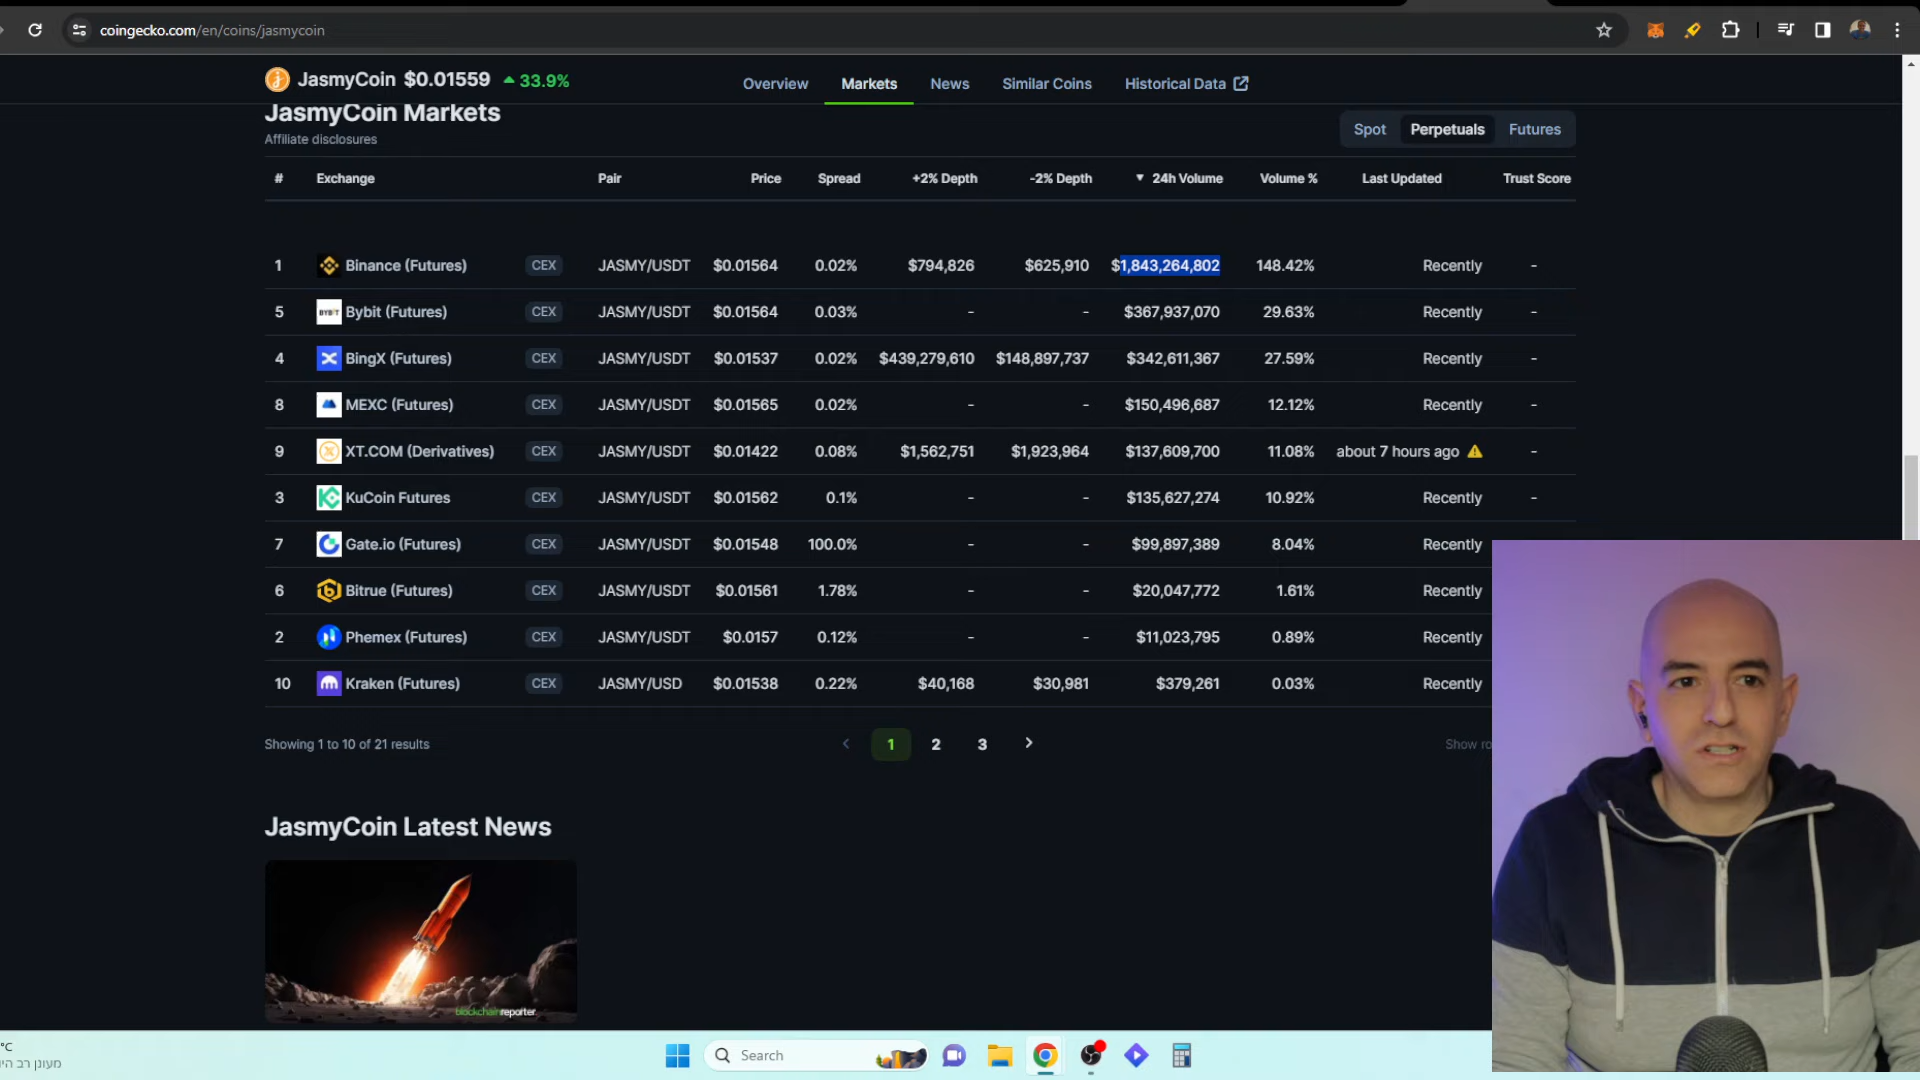 coingecko.com/en/coins/jasmycoin
JasmyCoin $0.01559 33.9%
Overview Markets News Similar Coins Historical Data
JasmyCoin Markets
Affiliate disclosures
Spot Perpetuals Futures
# Exchange Pair Price Spread +2% Depth -2% Depth 24h Volume Volume % Last Updated Trust Score
1 Binance (Futures) CEX JASMY/USDT $0.01564 0.02% $794,826 $625,910 $1,843,264,802 148.42% Recently -
5 BYBIT Bybit (Futures) CEX JASMY/USDT $0.01564 0.03% - - $367,937,070 29.63% Recently -
4 BingX (Futures) CEX JASMY/USDT $0.01537 0.02% $439,279,610 $148,897,737 $342,611,367 27.59% Recently -
8 MEXC (Futures) CEX JASMY/USDT $0.01565 0.02% - - $150,496,687 12.12% Recently -
9 XT.COM (Derivatives) CEX JASMY/USDT $0.01422 0.08% $1,562,751 $1,923,964 $137,609,700 11.08% about 7 hours ago -
3 KuCoin Futures CEX JASMY/USDT $0.01562 0.1% - - $135,627,274 10.92% Recently -
7 Gate.io (Futures) CEX JASMY/USDT $0.01548 100.0% - - $99,897,389 8.04% Recently
6 Bitrue (Futures) CEX JASMY/USDT $0.01561 1.78% - - $20,047,772 1.61% Recently
2 Phemex (Futures) CEX JASMY/USDT $0.0157 0.12% - - $11,023,795 0.89% Recently
10 Kraken (Futures) CEX JASMY/USD $0.01538 0.22% $40,168 $30,981 $379,261 0.03% Recently
Showing 1 to 10 of 21 results 1 2 3 Show ro
JasmyCoin Latest News
blockchainreporter
°C
מעונן רב הי
Search